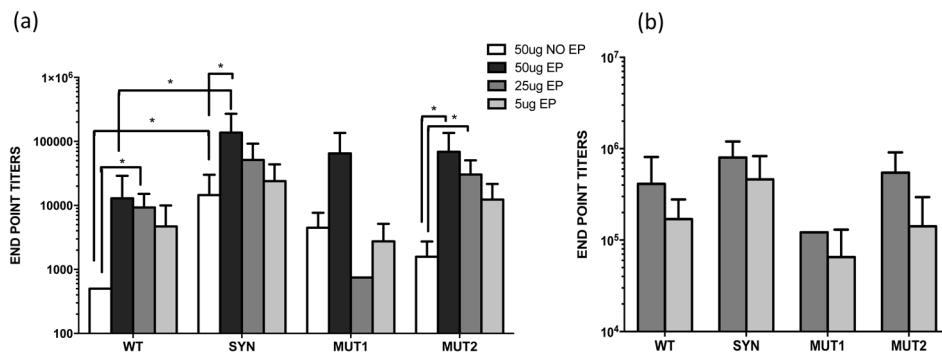 (a)
50ug NO EP
50ug EP
25ug EP
5ug EP
END POINT TITERS
1×10⁶
100000
10000
1000
100
* * * * * *
WT SYN MUT1 MUT2
(b)
END POINT TITERS
10⁷
10⁶
10⁵
10⁴
WT SYN MUT1 MUT2